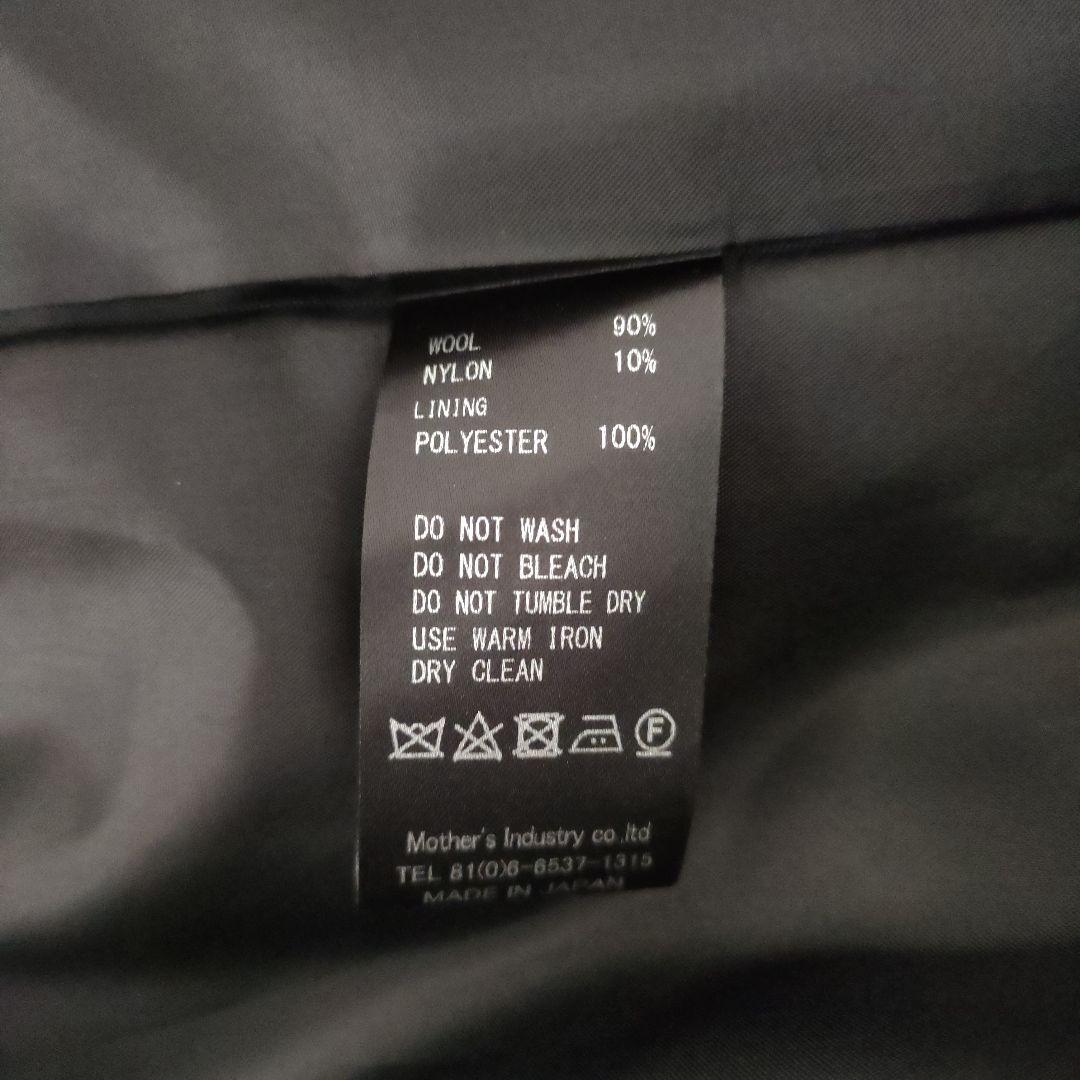 WOOL 90%
NYLON 10%
LINING
POLYESTER 100%
DO NOT WASH
DO NOT BLEACH
DO NOT TUMBLE DRY
USE WARM IRON
DRY CLEAN
F
Mother's Industry co.,ltd
TEL 81(0)6-6537-1315
MADE IN JAPAN